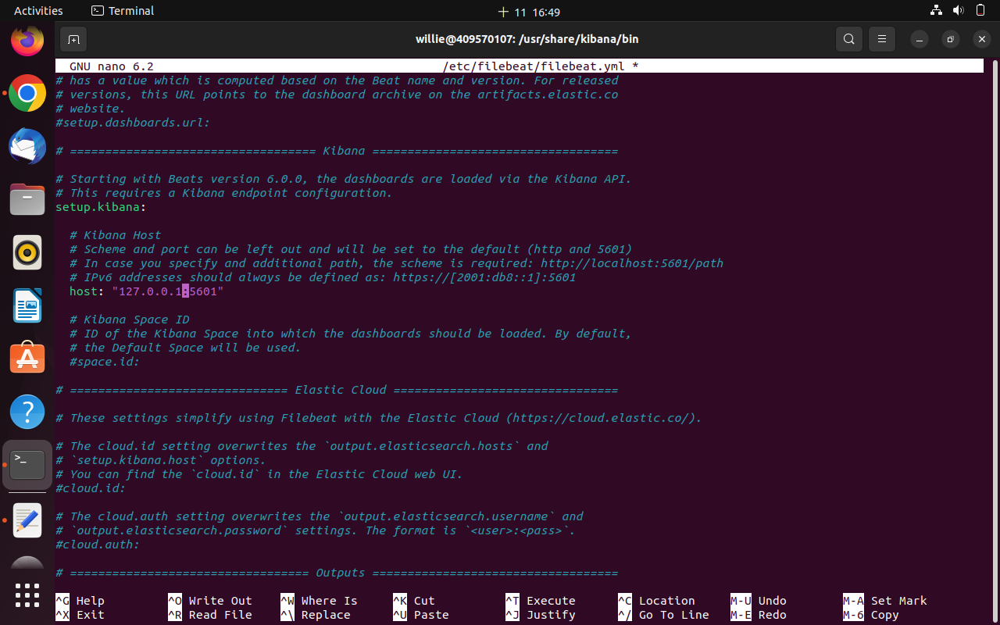 Activities Terminal 十 11 16:49
willie@409570107: /usr/share/kibana/bin
GNU nano 6.2 /etc/filebeat/filebeat.yml *
# has a value which is computed based on the Beat name and version. For released
# versions, this URL points to the dashboard archive on the artifacts.elastic.co
# website.
#setup.dashboards.url:
# =================================== Kibana ===================================
# Starting with Beats version 6.0.0, the dashboards are loaded via the Kibana API.
# This requires a Kibana endpoint configuration.
setup.kibana:
# Kibana Host
# Scheme and port can be left out and will be set to the default (http and 5601)
# In case you specify and additional path, the scheme is required: http://localhost:5601/path
# IPv6 addresses should always be defined as: https://[2001:db8::1]:5601
host: "127.0.0.1:5601"
# Kibana Space ID
# ID of the Kibana Space into which the dashboards should be loaded. By default,
# the Default Space will be used.
#space.id:
# =============================== Elastic Cloud ================================
# These settings simplify using Filebeat with the Elastic Cloud (https://cloud.elastic.co/).
# The cloud.id setting overwrites the `output.elasticsearch.hosts` and
# `setup.kibana.host` options.
# You can find the `cloud.id` in the Elastic Cloud web UI.
#cloud.id:
# The cloud.auth setting overwrites the `output.elasticsearch.username` and
# `output.elasticsearch.password` settings. The format is `<user>:<pass>`.
#cloud.auth:
# ================================== Outputs ===================================
^G Help ^O Write Out ^W Where Is ^K Cut ^T Execute ^C Location M-U Undo M-A Set Mark
^X Exit ^R Read File ^\ Replace ^U Paste ^J Justify ^/ Go To Line M-E Redo M-6 Copy